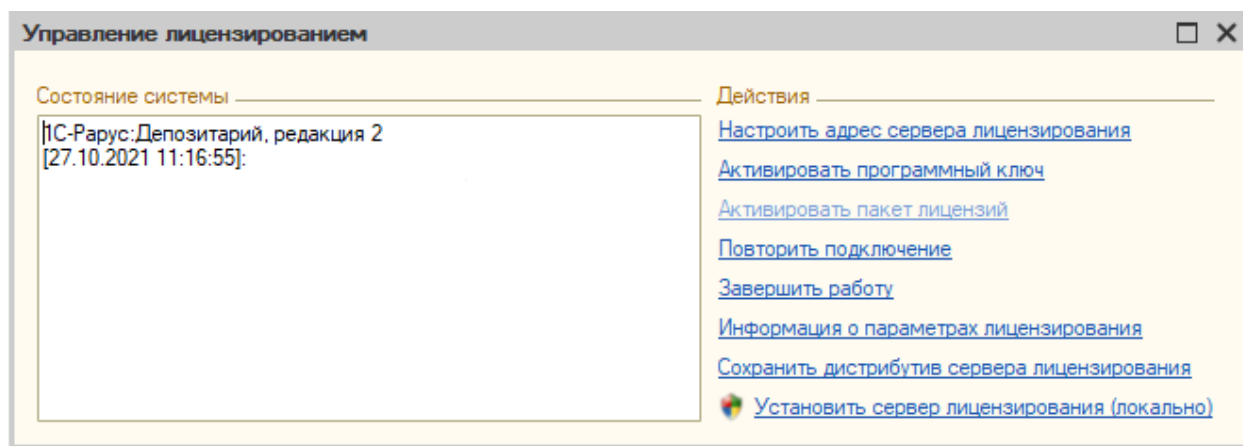 Управление лицензированием
Состояние системы
1С-Рарус:Депозитарий, редакция 2
[27.10.2021 11:16:55]:
Действия
Настроить адрес сервера лицензирования
Активировать программный ключ
Активировать пакет лицензий
Повторить подключение
Завершить работу
Информация о параметрах лицензирования
Сохранить дистрибутив сервера лицензирования
Установить сервер лицензирования (локально)